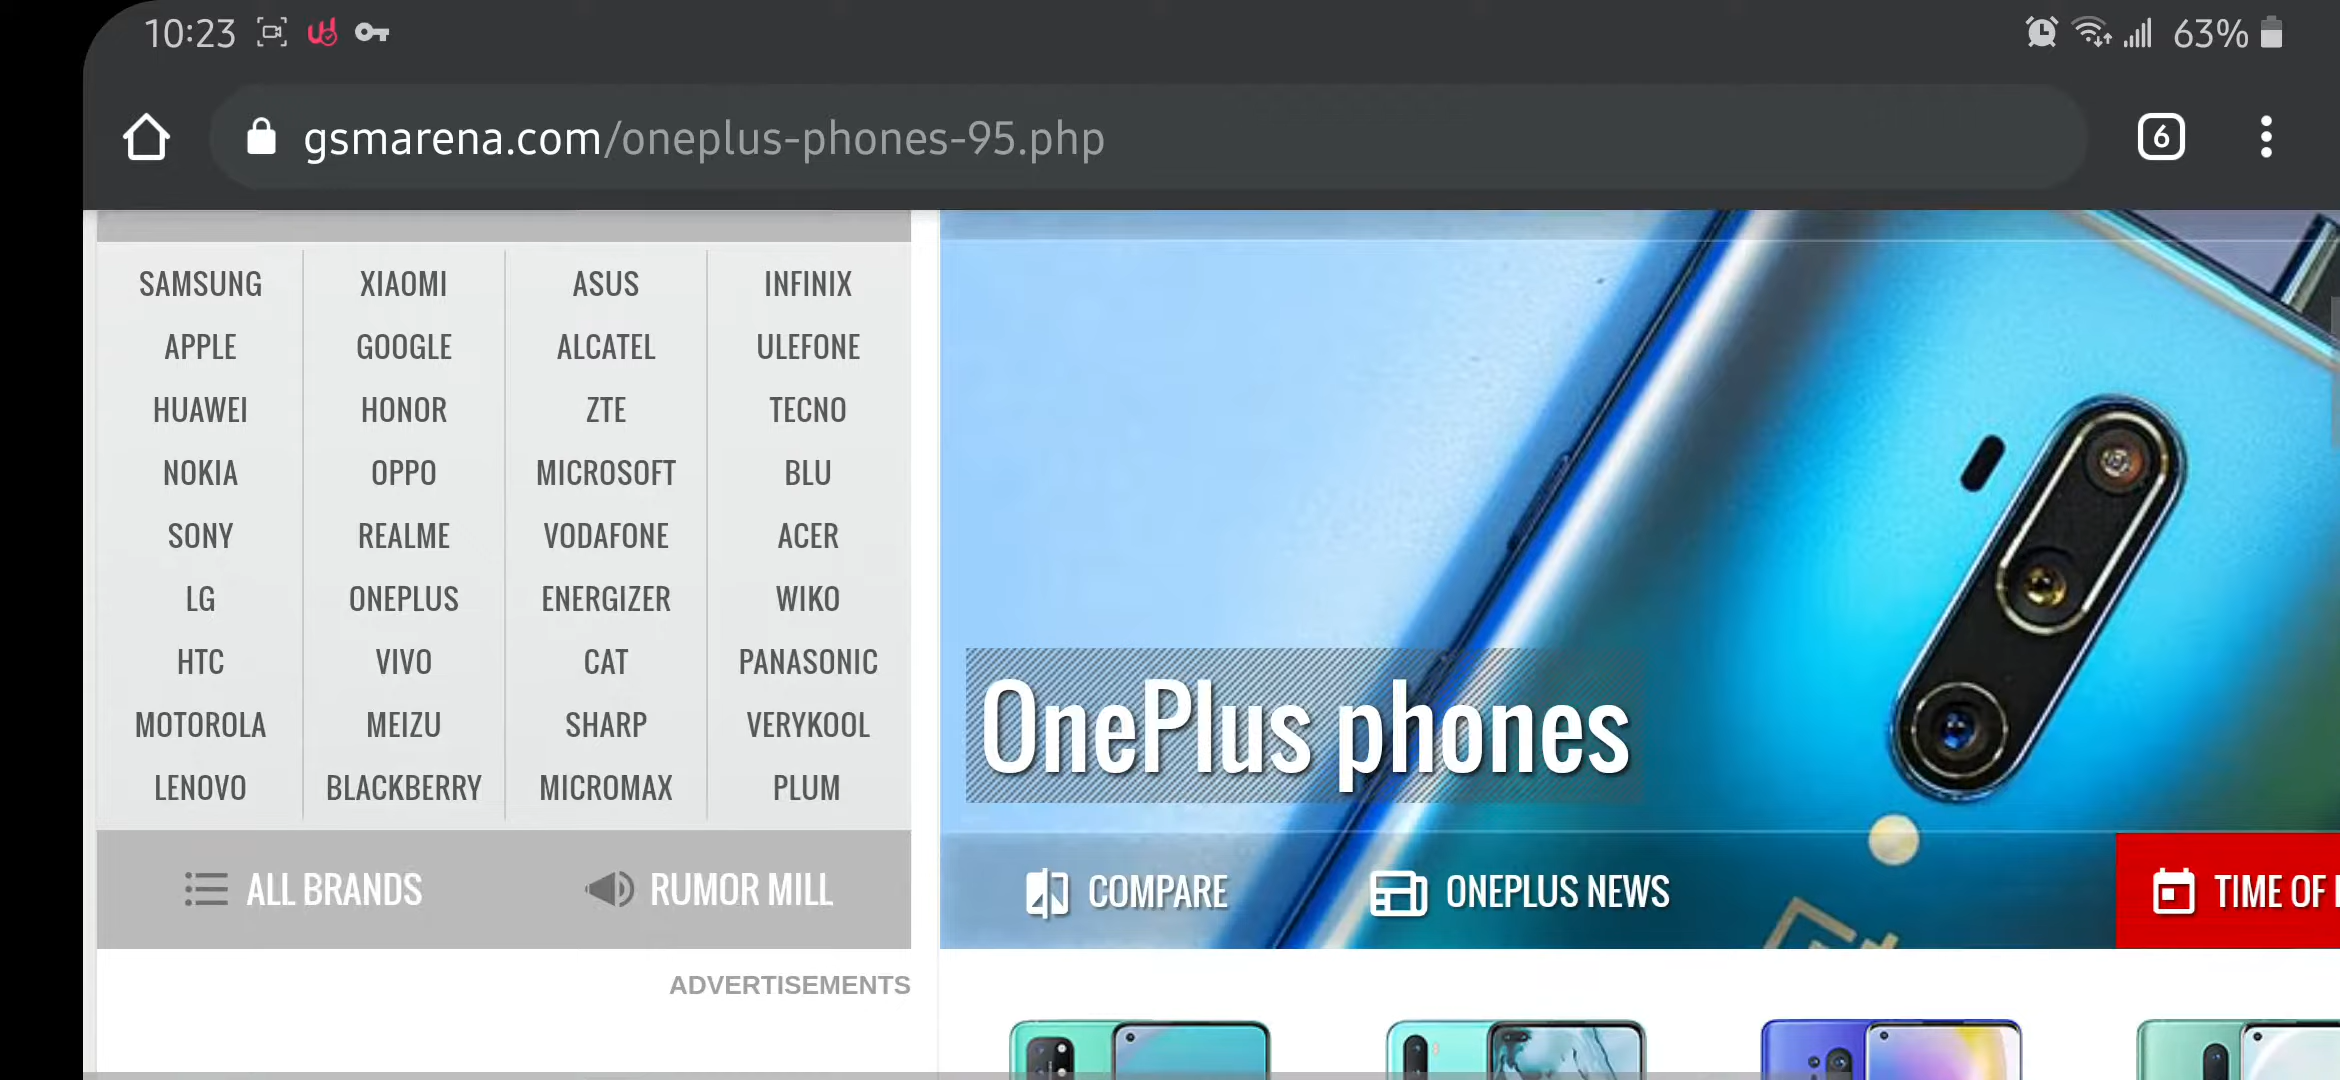 10:23
63%
gsmarena.com/oneplus-phones-95.php
6
SAMSUNG XIAOMI ASUS INFINIX
APPLE GOOGLE ALCATEL ULEFONE
HUAWEI HONOR ZTE TECNO
NOKIA OPPO MICROSOFT BLU
SONY REALME VODAFONE ACER
LG ONEPLUS ENERGIZER WIKO
HTC VIVO CAT PANASONIC
MOTOROLA MEIZU SHARP VERYKOOL
LENOVO BLACKBERRY MICROMAX PLUM
ALL BRANDS RUMOR MILL
ADVERTISEMENTS
OnePlus phones
COMPARE ONEPLUS NEWS TIME OF